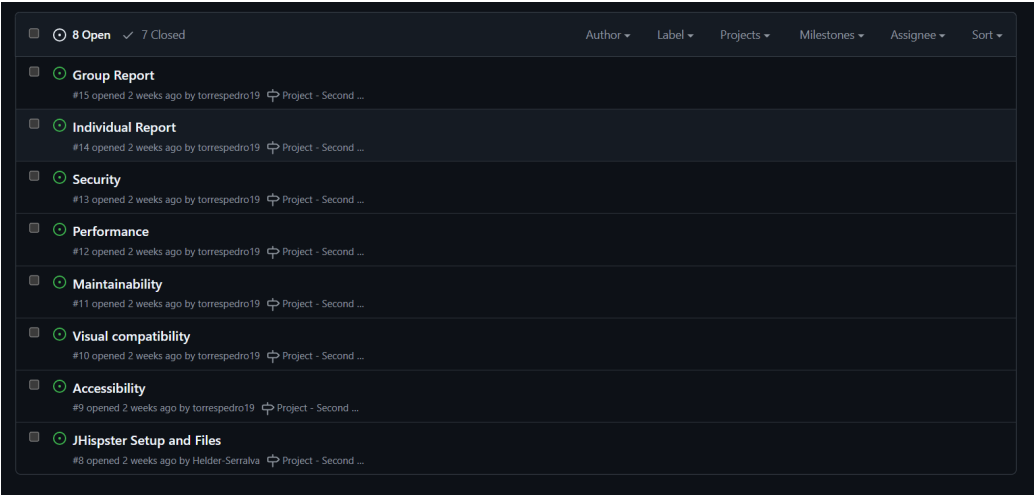 8 Open 7 Closed Author Label Projects Milestones Assignee Sort
Group Report
#15 opened 2 weeks ago by torrespedro19 Project - Second ...
Individual Report
#14 opened 2 weeks ago by torrespedro19 Project - Second ...
Security
#13 opened 2 weeks ago by torrespedro19 Project - Second ...
Performance
#12 opened 2 weeks ago by torrespedro19 Project - Second ...
Maintainability
#11 opened 2 weeks ago by torrespedro19 Project - Second ...
Visual compatibility
#10 opened 2 weeks ago by torrespedro19 Project - Second ...
Accessibility
#9 opened 2 weeks ago by torrespedro19 Project - Second ...
JHispster Setup and Files
#8 opened 2 weeks ago by Helder-Serralva Project - Second ...